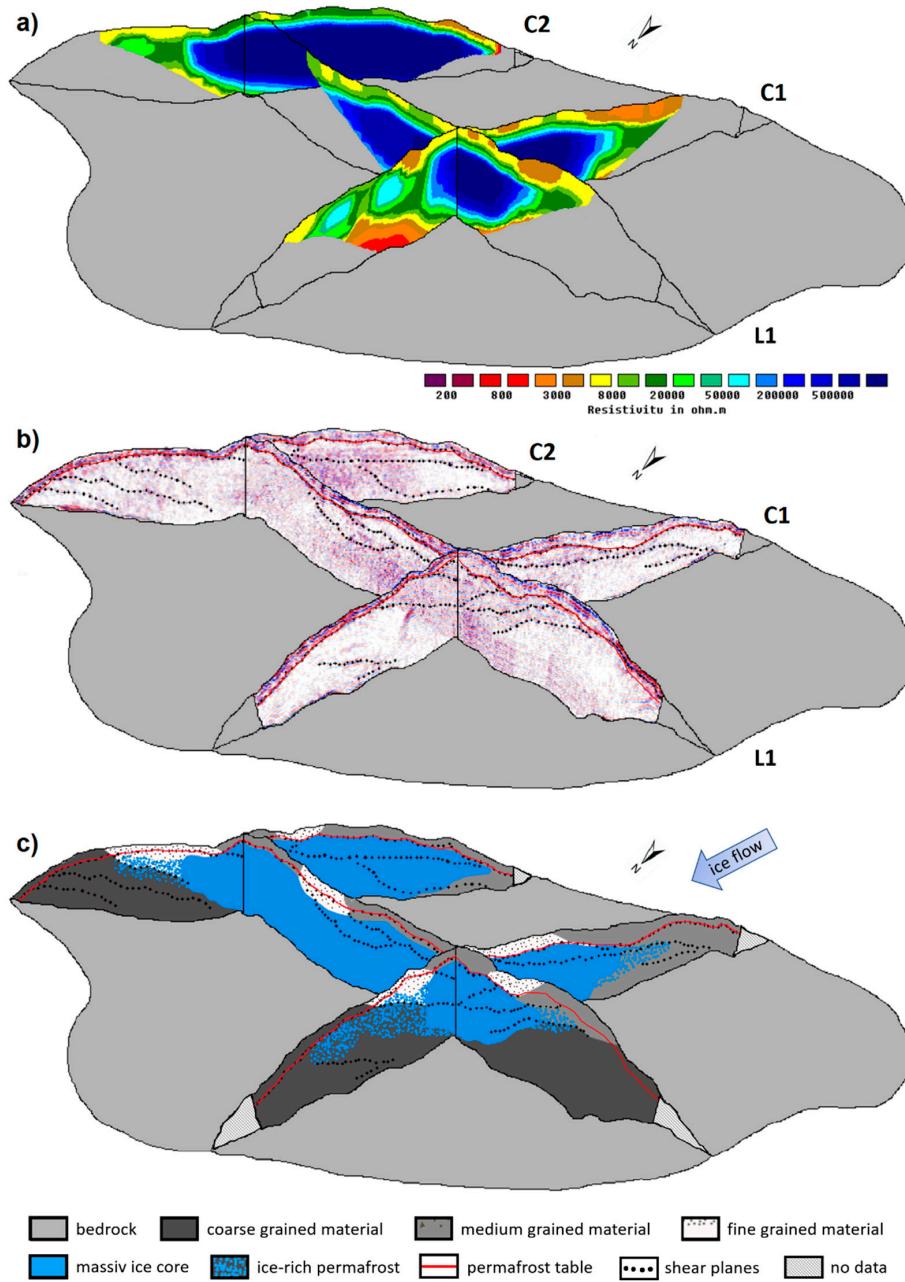 a)
C2
N
C1
L1
200 800 3000 8000 20000 50000 200000 500000
Resistivitu in ohm.m
b)
C2
N
C1
L1
c)
N
ice flow
bedrock coarse grained material medium grained material fine grained material
massiv ice core ice-rich permafrost permafrost table shear planes no data